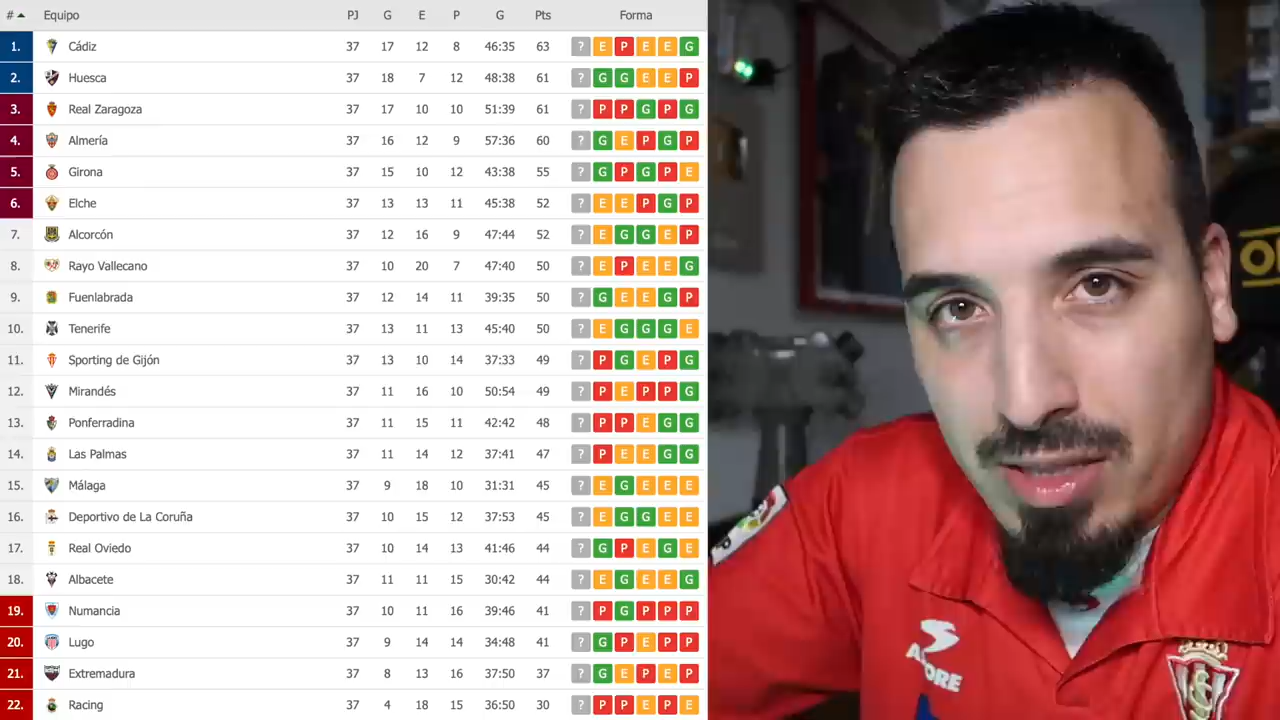 # Equipo PJ G E P G Pts Forma
1. Cádiz 37 17 12 8 46:35 63 ? E P E E G
2. Huesca 37 18 7 12 48:38 61 ? G G E E P
3. Real Zaragoza 37 17 10 10 51:39 61 ? P P G P G
4. Almería 37 16 12 9 57:36 60 ? G E P G P
5. Girona 37 15 10 12 43:38 55 ? G P G P E
6. Elche 37 13 13 11 45:38 52 ? E E P G P
7. Alcorcón 37 12 16 9 47:44 52 ? E G G E P
8. Rayo Vallecano 37 10 20 7 47:40 50 ? E P E E G
9. Fuenlabrada 37 12 14 11 39:35 50 ? G E E G P
10. Tenerife 37 13 11 13 45:40 50 ? E G G G E
11. Sporting de Gijón 37 13 10 14 37:33 49 ? P G E P G
12. Mirandés 37 11 16 10 50:54 49 ? P E P P G
13. Ponferradina 37 11 15 11 42:42 48 ? P P E G G
14. Las Palmas 37 11 14 12 37:41 47 ? P E E G G
15. Málaga 37 9 18 10 31:31 45 ? E G E E E
16. Deportivo de La Coruña 37 10 15 12 37:53 45 ? E G G E E
17. Real Oviedo 37 10 14 13 41:46 44 ? G P E G E
18. Albacete 37 11 11 15 30:42 44 ? E G E E G
19. Numancia 37 10 11 16 39:46 41 ? P G P P P
20. Lugo 37 9 14 14 34:48 41 ? G P E P P
21. Extremadura 37 8 13 16 37:50 37 ? G E P E P
22. Racing 37 4 18 15 36:50 30 ? P P E P E